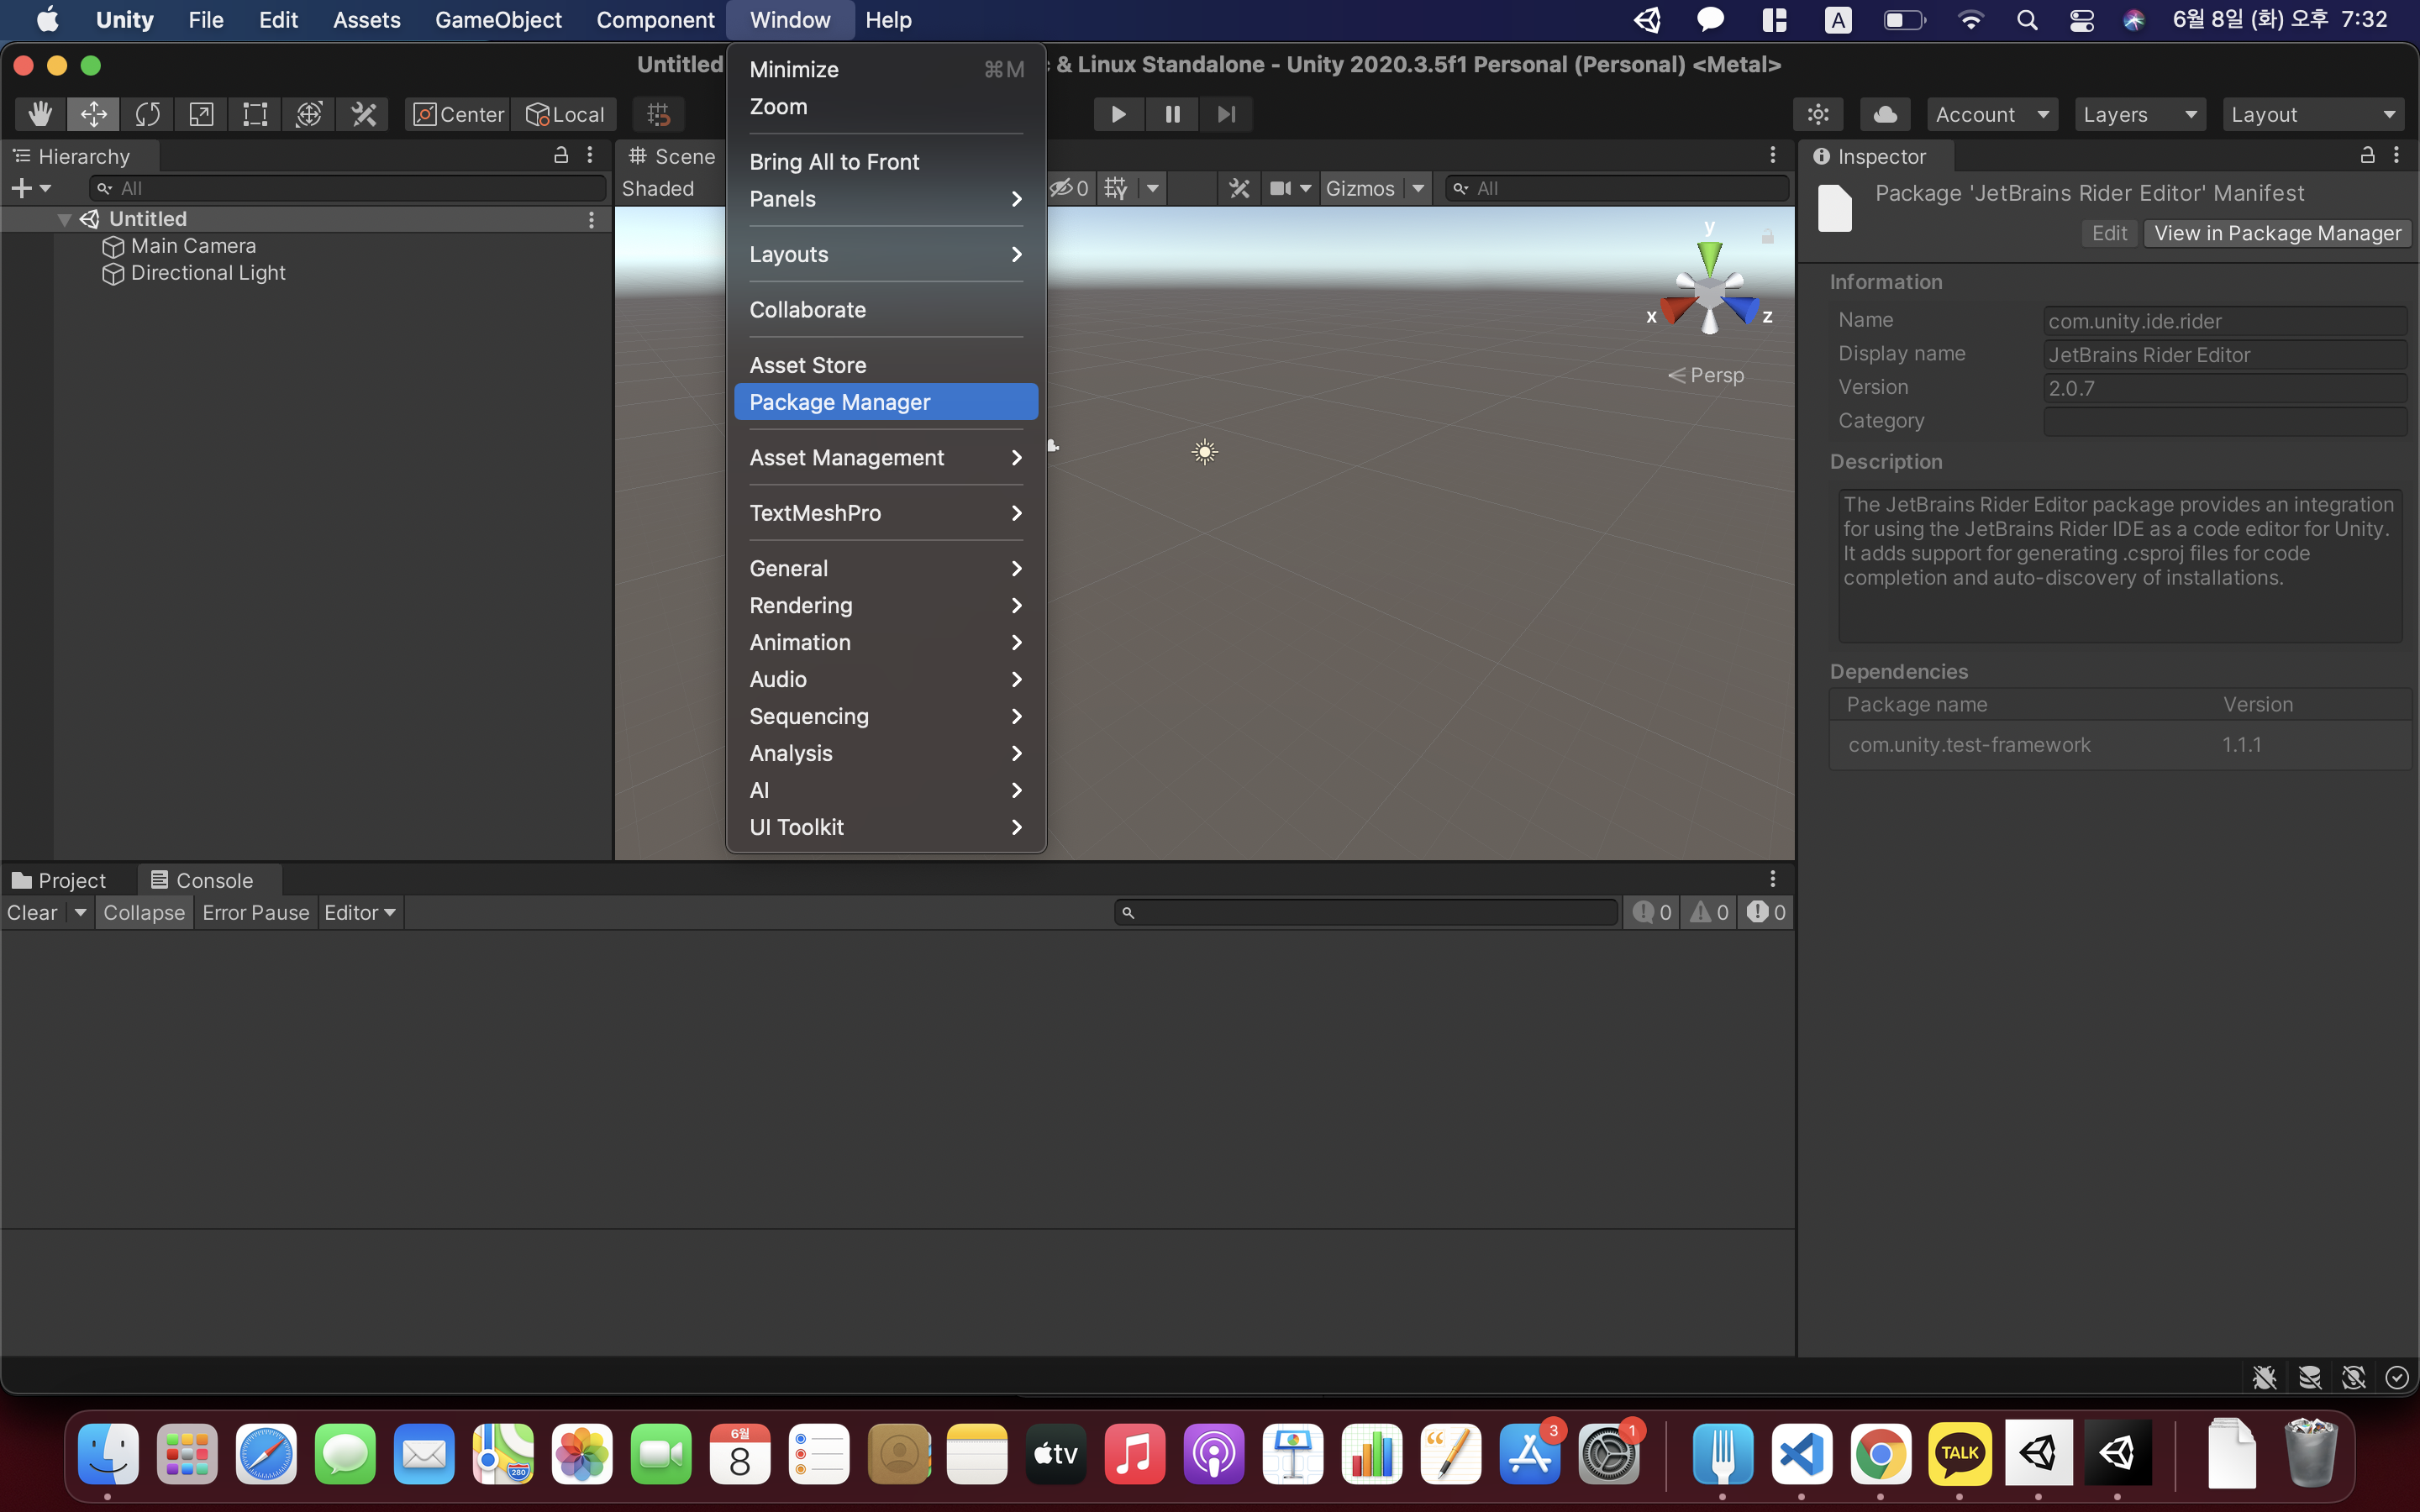 Unity File Edit Assets GameObject Component Window Help
A 6월 8일 (화) 오후 7:32
Untitled
& Linux Standalone - Unity 2020.3.5f1 Personal (Personal) <Metal>
Center Local
Account Layers Layout
Hierarchy
All
Untitled
Main Camera
Directional Light
Minimize ⌘M
Zoom
Bring All to Front
Panels
Layouts
Collaborate
Asset Store
Package Manager
Asset Management
TextMeshPro
General
Rendering
Animation
Audio
Sequencing
Analysis
AI
UI Toolkit
Scene
Shaded
0
Gizmos
All
y
x
z
Persp
Inspector
Package 'JetBrains Rider Editor' Manifest
Edit View in Package Manager
Information
Name com.unity.ide.rider
Display name JetBrains Rider Editor
Version 2.0.7
Category
Description
The JetBrains Rider Editor package provides an integration
for using the JetBrains Rider IDE as a code editor for Unity.
It adds support for generating .csproj files for code
completion and auto-discovery of installations.
Dependencies
Package name Version
com.unity.test-framework 1.1.1
Project Console
Clear Collapse Error Pause Editor
0 0 0
280
6월
8
tv
3
1
TALK